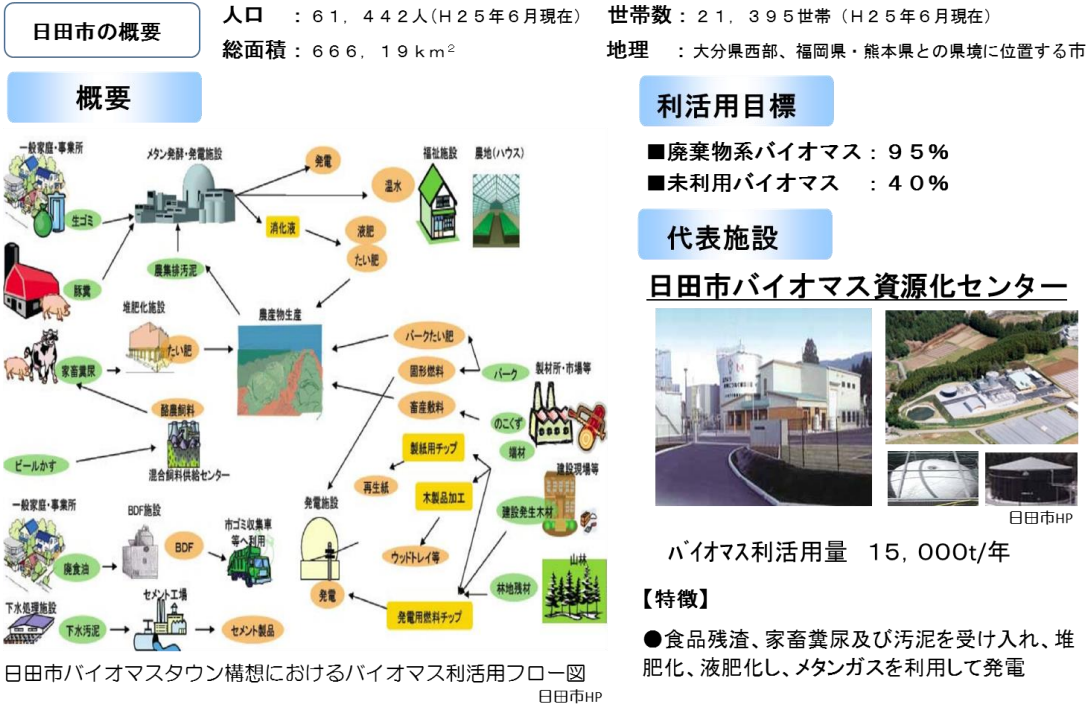 日田市の概要
人口　：６１，４４２人（Ｈ２５年６月現在）
世帯数：２１，３９５世帯（Ｈ２５年６月現在）
総面積：６６６，１９ｋｍ²
地理　：大分県西部、福岡県・熊本県との県境に位置する市
概要
一般家庭・事業所
メタン発酵・発電施設
発電
温水
福祉施設
農地（ハウス）
生ゴミ
消化液
液肥
たい肥
農集排汚泥
豚糞
堆肥化施設
たい肥
農産物生産
家畜糞尿
バークたい肥
固形燃料
畜産敷料
バーク
製材所・市場等
のこくず
端材
酪農飼料
混合飼料供給センター
ビールかす
製紙用チップ
再生紙
木製品加工
建設現場等
建設発生木材
一般家庭・事業所
BDF施設
市ゴミ収集車
等へ利用
発電施設
BDF
廃食油
ウッドトレイ等
山林
林地残材
発電
発電用燃料チップ
下水処理施設
セメント工場
下水汚泥
セメント製品
日田市バイオマスタウン構想におけるバイオマス利活用フロー図
日田市HP
利活用目標
■廃棄物系バイオマス：９５％
■未利用バイオマス　：４０％
代表施設
日田市バイオマス資源化センター
日田市HP
ﾊﾞｲオマス利活用量　１５，０００ｔ/年
【特徴】
●食品残渣、家畜糞尿及び汚泥を受け入れ、堆
肥化、液肥化し、メタンガスを利用して発電